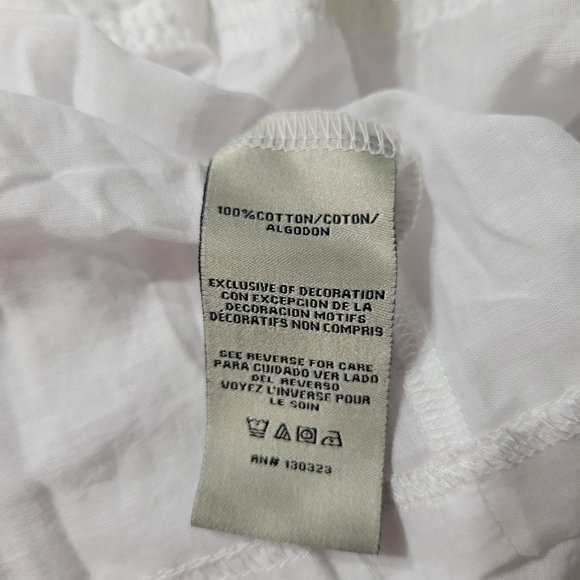 100%COTTON/COTON/
ALGODON
EXCLUSIVE OF DECORATION
CON EXCEPCION DE LA
DECORACION MOTIFS
DÉCORATIFS NON COMPRIS
SEE REVERSE FOR CARE
PARA CUIDADO VER LADO
DEL REVERSO
VOYEZ L'INVERSE POUR
LE SOIN
RN# 130323